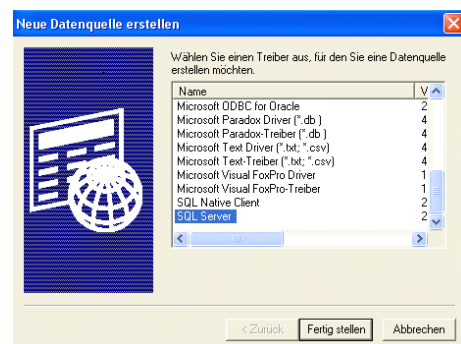 Neue Datenquelle erstellen
Wählen Sie einen Treiber aus, für den Sie eine Datenquelle
erstellen möchten.
Name V
Microsoft ODBC for Oracle 2
Microsoft Paradox Driver (*.db ) 4
Microsoft Paradox-Treiber (*.db ) 4
Microsoft Text Driver (*.txt; *.csv) 4
Microsoft Text-Treiber (*.txt; *.csv) 4
Microsoft Visual FoxPro Driver 1
Microsoft Visual FoxPro-Treiber 1
SQL Native Client 2
SQL Server 2
< Zurück Fertig stellen Abbrechen